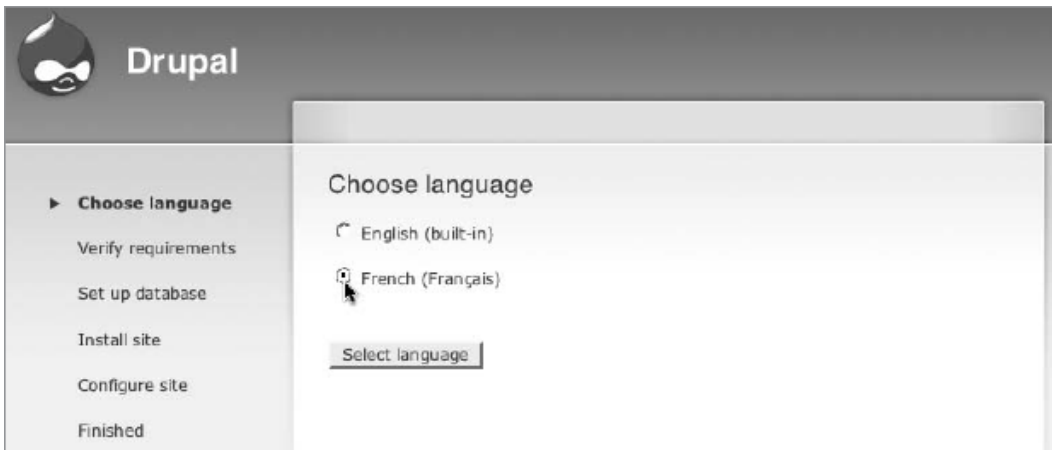 Drupal
Choose language
Verify requirements
Set up database
Install site
Configure site
Finished
Choose language
English (built-in)
French (Français)
Select language